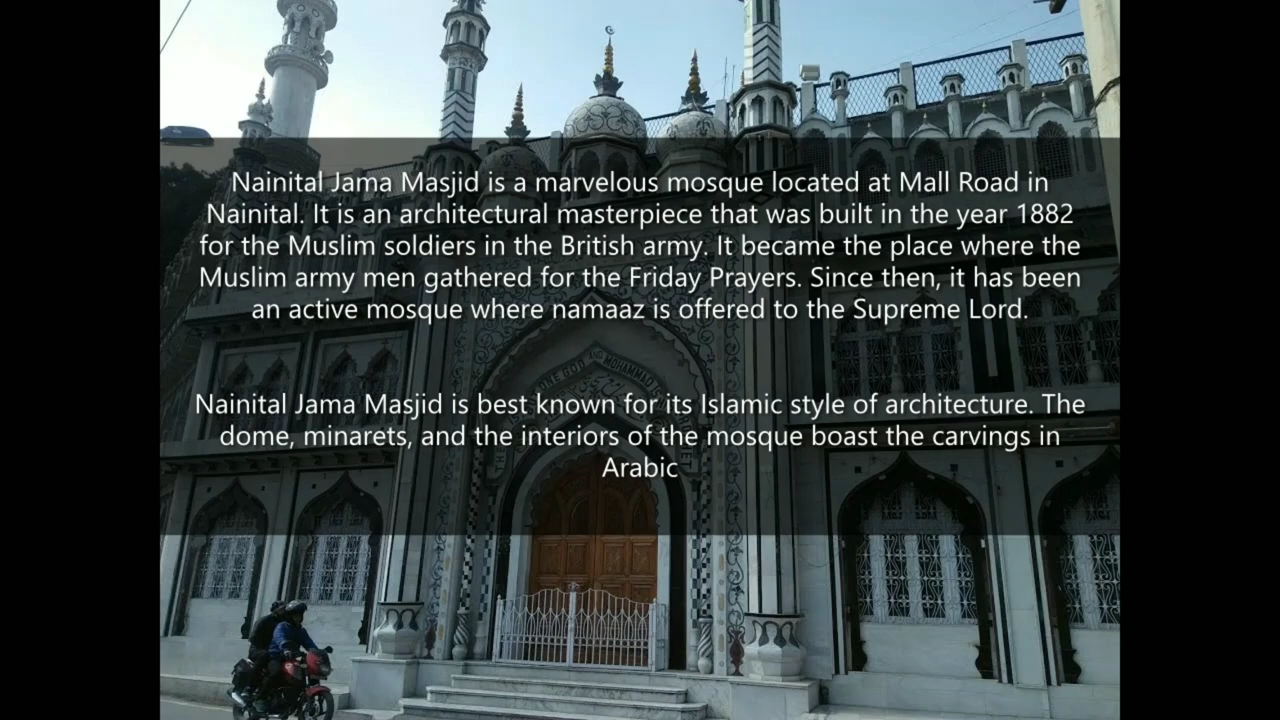 Nainital Jama Masjid is a marvelous mosque located at Mall Road in
Nainital. It is an architectural masterpiece that was built in the year 1882
for the Muslim soldiers in the British army. It became the place where the
Muslim army men gathered for the Friday Prayers. Since then, it has been
an active mosque where namaaz is offered to the Supreme Lord.
Nainital Jama Masjid is best known for its Islamic style of architecture. The
dome, minarets, and the interiors of the mosque boast the carvings in
Arabic
ONE GOD AND MOHAMMAD